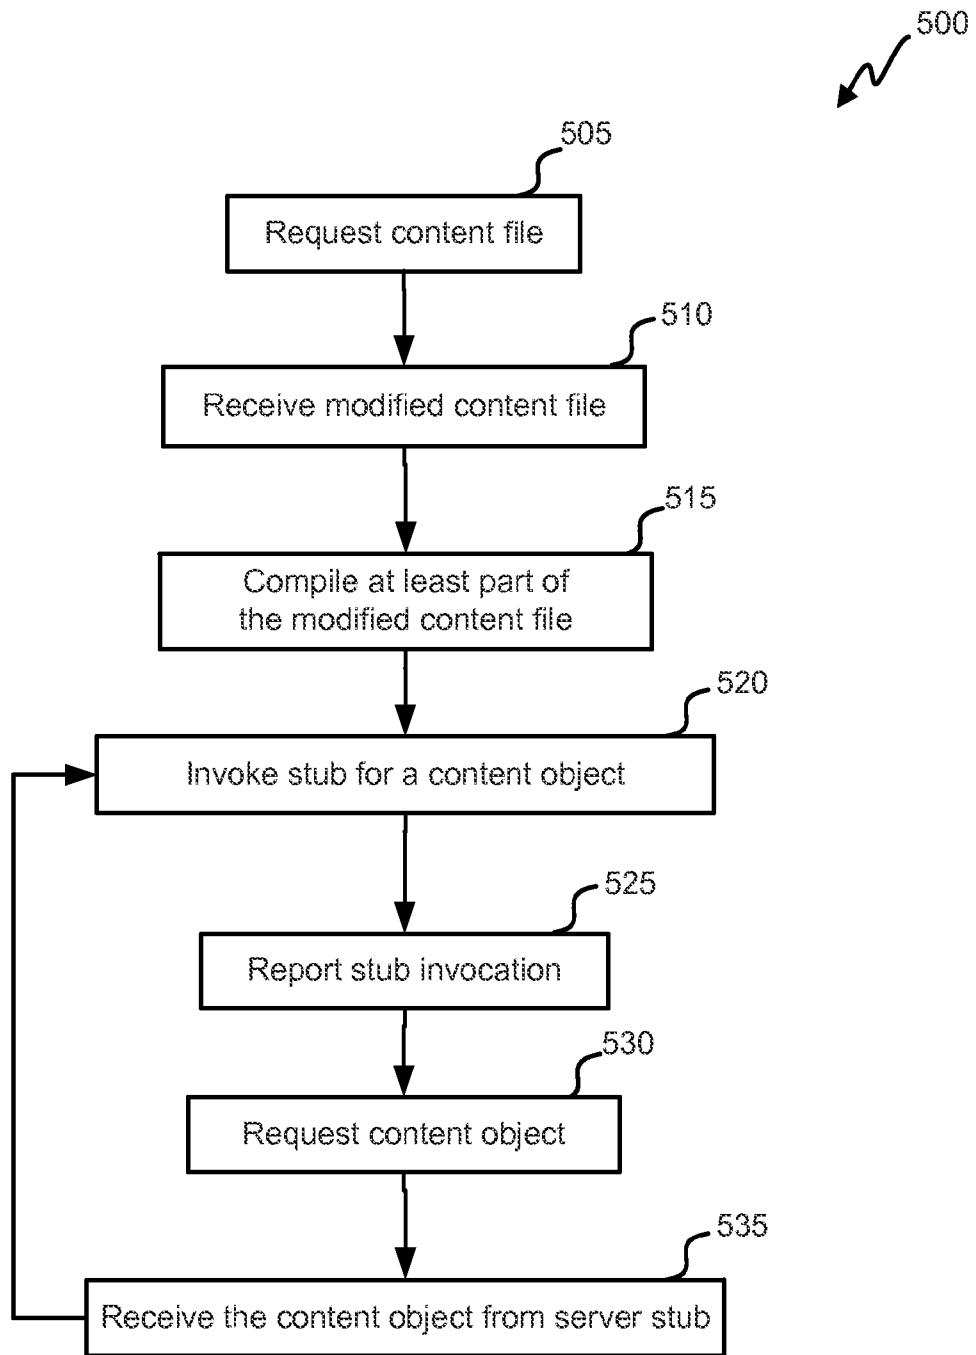 500
505
Request content file
510
Receive modified content file
515
Compile at least part of
the modified content file
520
Invoke stub for a content object
525
Report stub invocation
530
Request content object
535
Receive the content object from server stub